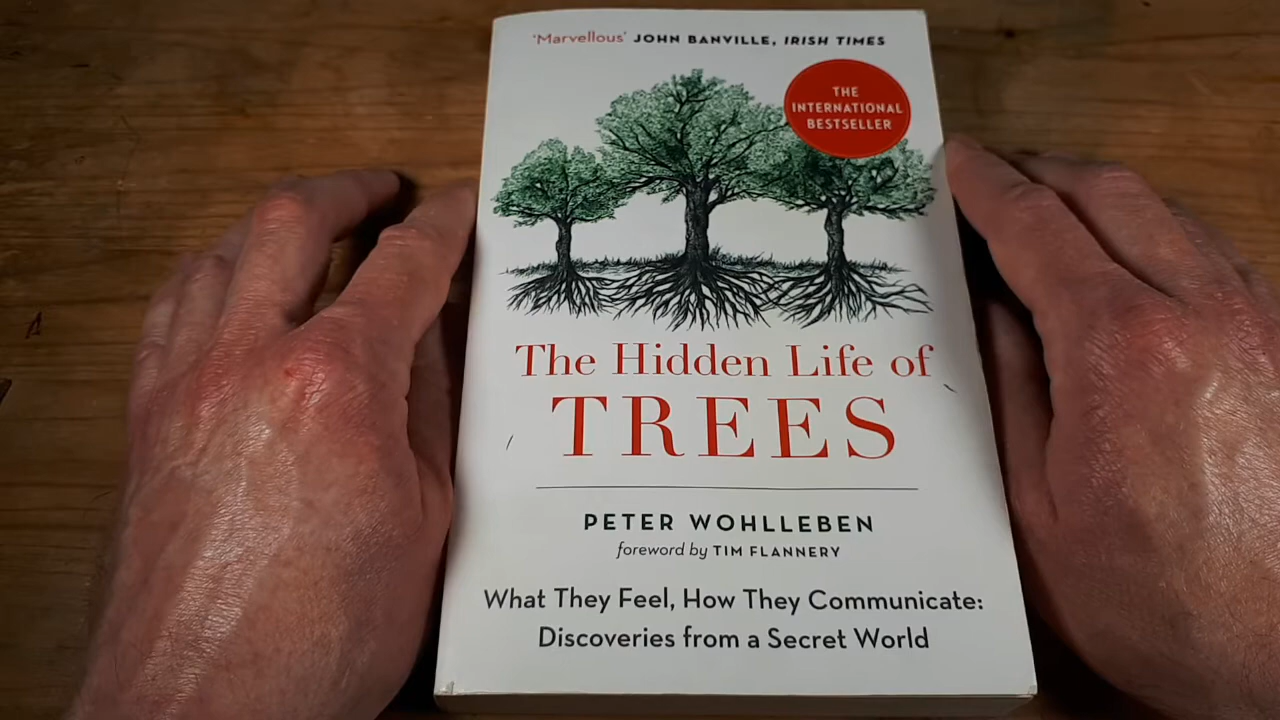 'Marvellous' JOHN BANVILLE, IRISH TIMES
THE
INTERNATIONAL
BESTSELLER
The Hidden Life of
TREES
PETER WOHLLEBEN
foreword by TIM FLANNERY
What They Feel, How They Communicate:
Discoveries from a Secret World